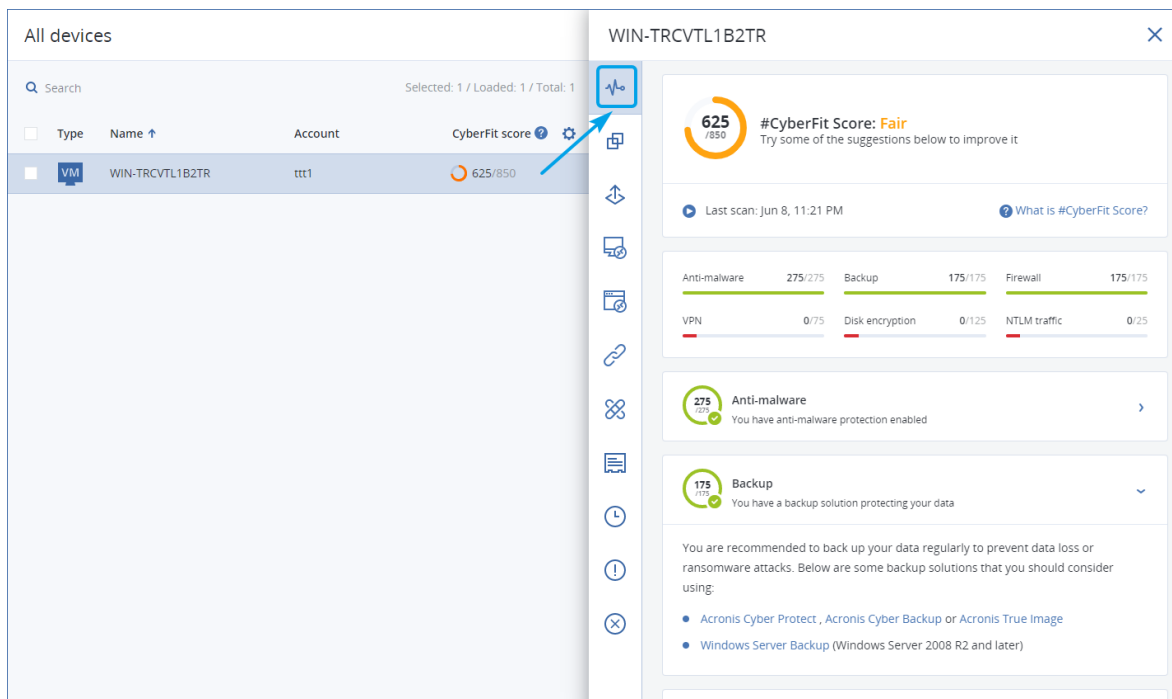 All devices
Search
Selected: 1 / Loaded: 1 / Total: 1
Type Name Account CyberFit score ?
VM WIN-TRCVTL1B2TR ttt1 625/850
WIN-TRCVTL1B2TR
625
/850
#CyberFit Score: Fair
Try some of the suggestions below to improve it
Last scan: Jun 8, 11:21 PM
? What is #CyberFit Score?
Anti-malware 275/275 Backup 175/175 Firewall 175/175
VPN 0/75 Disk encryption 0/125 NTLM traffic 0/25
275
/275
Anti-malware
You have anti-malware protection enabled
175
/175
Backup
You have a backup solution protecting your data
You are recommended to back up your data regularly to prevent data loss or
ransomware attacks. Below are some backup solutions that you should consider
using:
Acronis Cyber Protect , Acronis Cyber Backup or Acronis True Image
Windows Server Backup (Windows Server 2008 R2 and later)